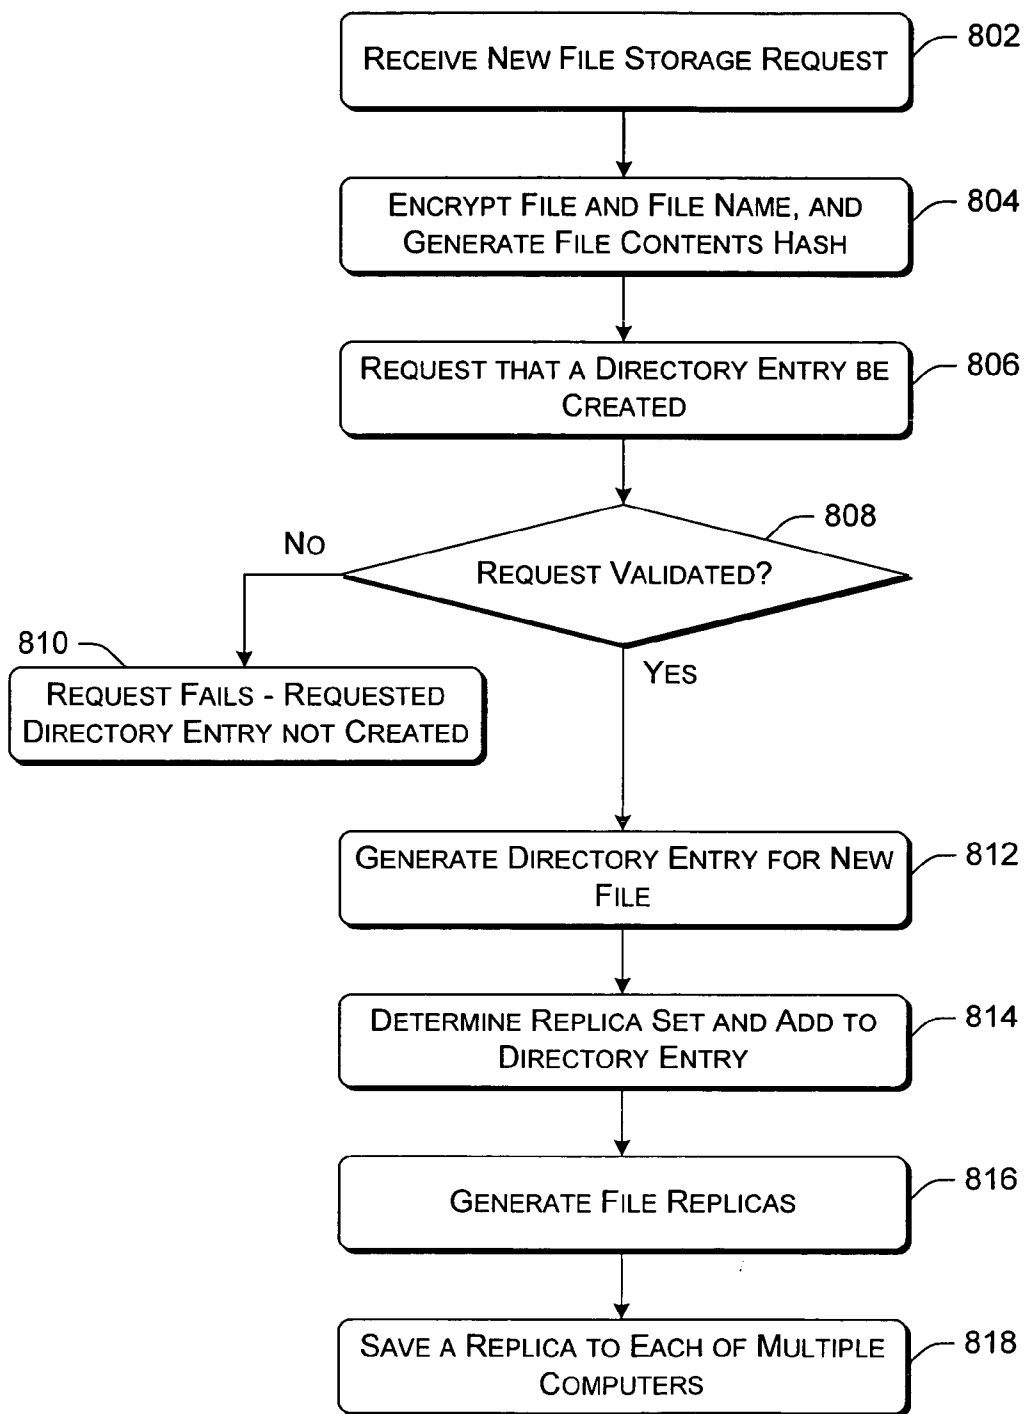 RECEIVE NEW FILE STORAGE REQUEST
802
ENCRYPT FILE AND FILE NAME, AND
GENERATE FILE CONTENTS HASH
804
REQUEST THAT A DIRECTORY ENTRY BE
CREATED
806
REQUEST VALIDATED?
808
NO
810
REQUEST FAILS - REQUESTED
DIRECTORY ENTRY NOT CREATED
YES
GENERATE DIRECTORY ENTRY FOR NEW
FILE
812
DETERMINE REPLICA SET AND ADD TO
DIRECTORY ENTRY
814
GENERATE FILE REPLICAS
816
SAVE A REPLICA TO EACH OF MULTIPLE
COMPUTERS
818